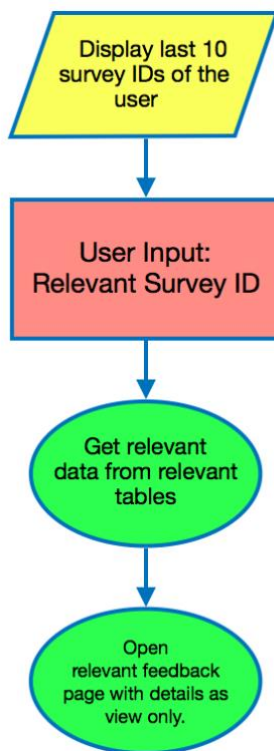 Display last 10
survey IDs of the
user
User Input:
Relevant Survey ID
Get relevant
data from relevant
tables
Open
relevant feedback
page with details as
view only.